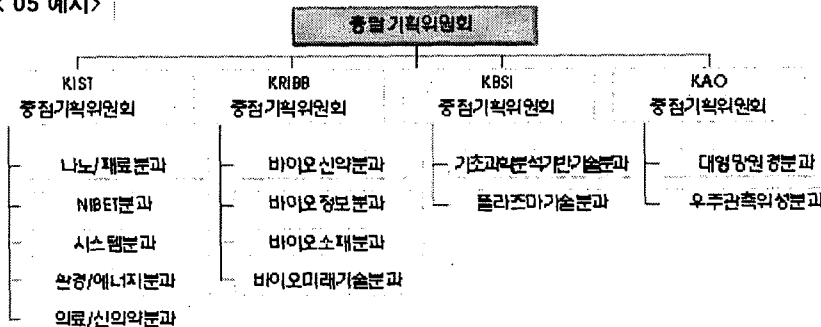 05 예시>
총괄기획위원회
KIST
중점기획위원회
나노/재료분과
NIBET분과
시스템분과
환경/에너지분과
의료/신의약분과
KRIBB
중점기획위원회
바이오신약분과
바이오정보분과
바이오소재분과
바이오미래기술분과
KBSI
중점기획위원회
기초과학분석기반기술분과
플라즈마기술분과
KAO
중점기획위원회
대형망원경분과
우주관측위성분과